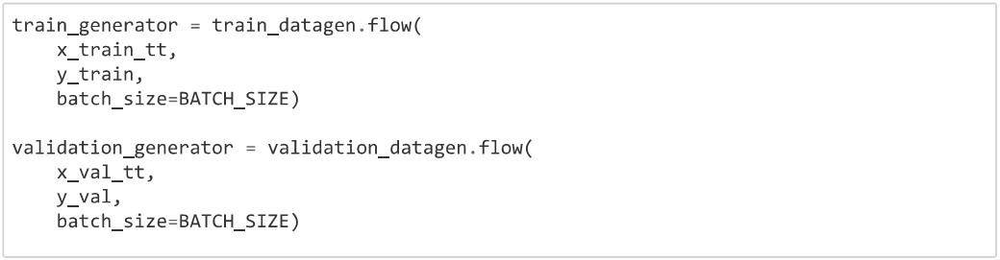 train_generator = train_datagen.flow(
    x_train_tt,
    y_train,
    batch_size=BATCH_SIZE)

validation_generator = validation_datagen.flow(
    x_val_tt,
    y_val,
    batch_size=BATCH_SIZE)